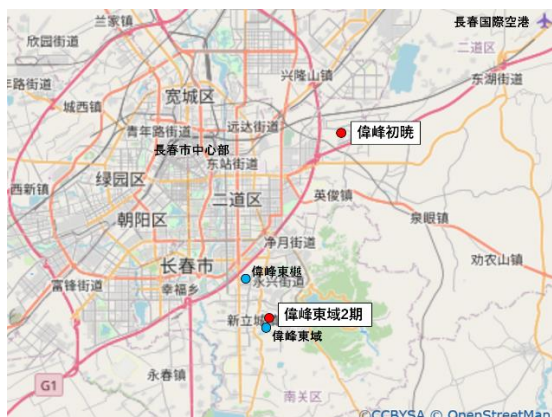 兰家镇
長春国際空港
欣园街道
二道区
兴隆山镇
东湖街道
年路街道
宽城区
城西镇
青年路街道
远达街道
偉峰初暁
長春市中心部
东站街道
绿园区
西新镇
二道区
英俊镇
朝阳区
泉眼镇
净月街道
长春市
劝农山镇
偉峰東樾
富锋街道
幸福乡
永兴街道
偉峰東域2期
新立城
偉峰東域
永春镇
G1
南关区
©CCBYSA © OpenStreetMap